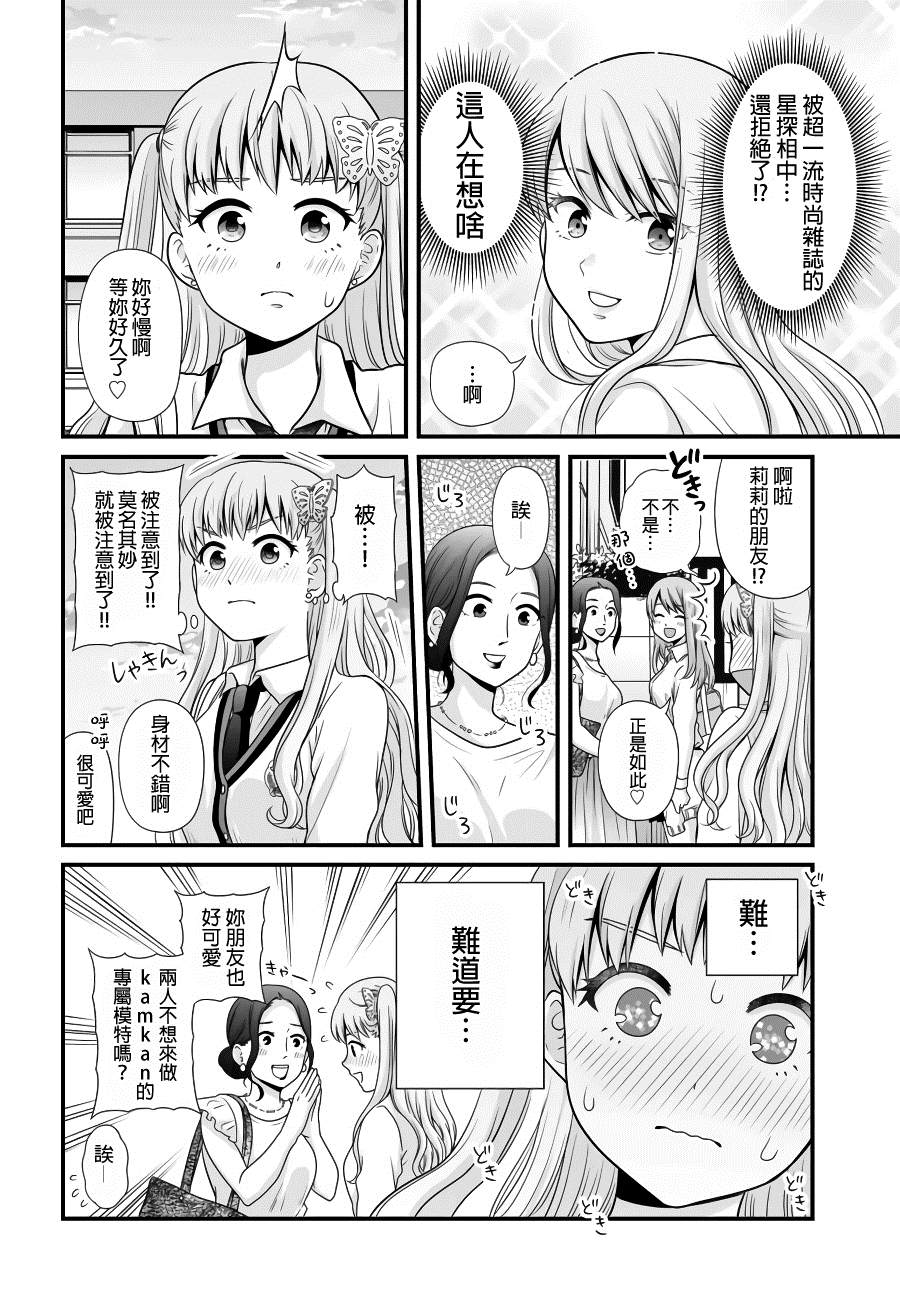 被超一流時尚雜誌的
星探相中…
還拒絕了!?
這人在想啥
…啊
妳好慢啊
等妳好久了♡
啊啦
莉莉的朋友!?
どきっ
不…
不是…
那個…
正是如此♡
誒—
じろ
じろ
じろ
被…!
被注意到了!!
莫名其妙
就被注意到了!!
しゃきんっ
身材不錯啊
呼呼
很可愛吧
難…
どき
どき
どき
どき
どき
難道要…
妳朋友也
好可愛
きゃ
兩人不想來做
kamkan的
專屬模特嗎？
誒—